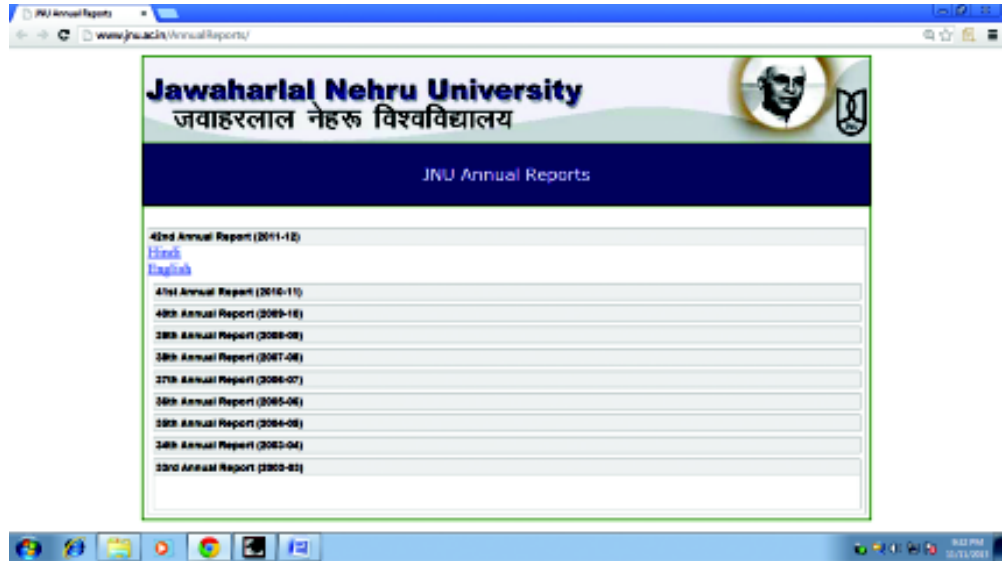 JNU Annual Reports
www.jnu.ac.in/AnnualReports/
Jawaharlal Nehru University
जवाहरलाल नेहरू विश्वविद्यालय
JNU Annual Reports
42nd Annual Report (2011-12)
Hindi
English
41st Annual Report (2010-11)
40th Annual Report (2009-10)
39th Annual Report (2008-09)
38th Annual Report (2007-08)
37th Annual Report (2006-07)
36th Annual Report (2005-06)
35th Annual Report (2004-05)
34th Annual Report (2003-04)
33rd Annual Report (2002-03)